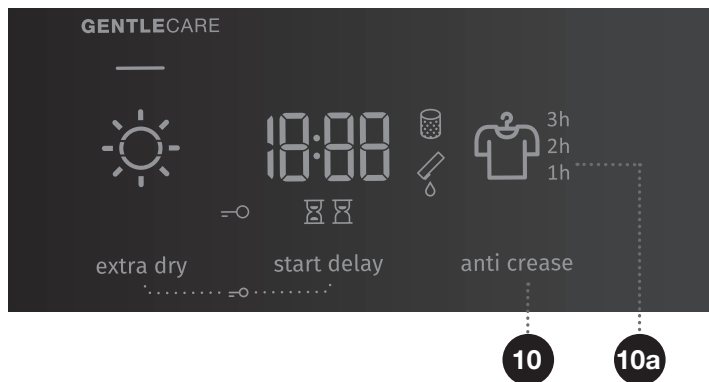 GENTLECARE
18:88
3h
2h
1h
extra dry
start delay
anti crease
10
10a